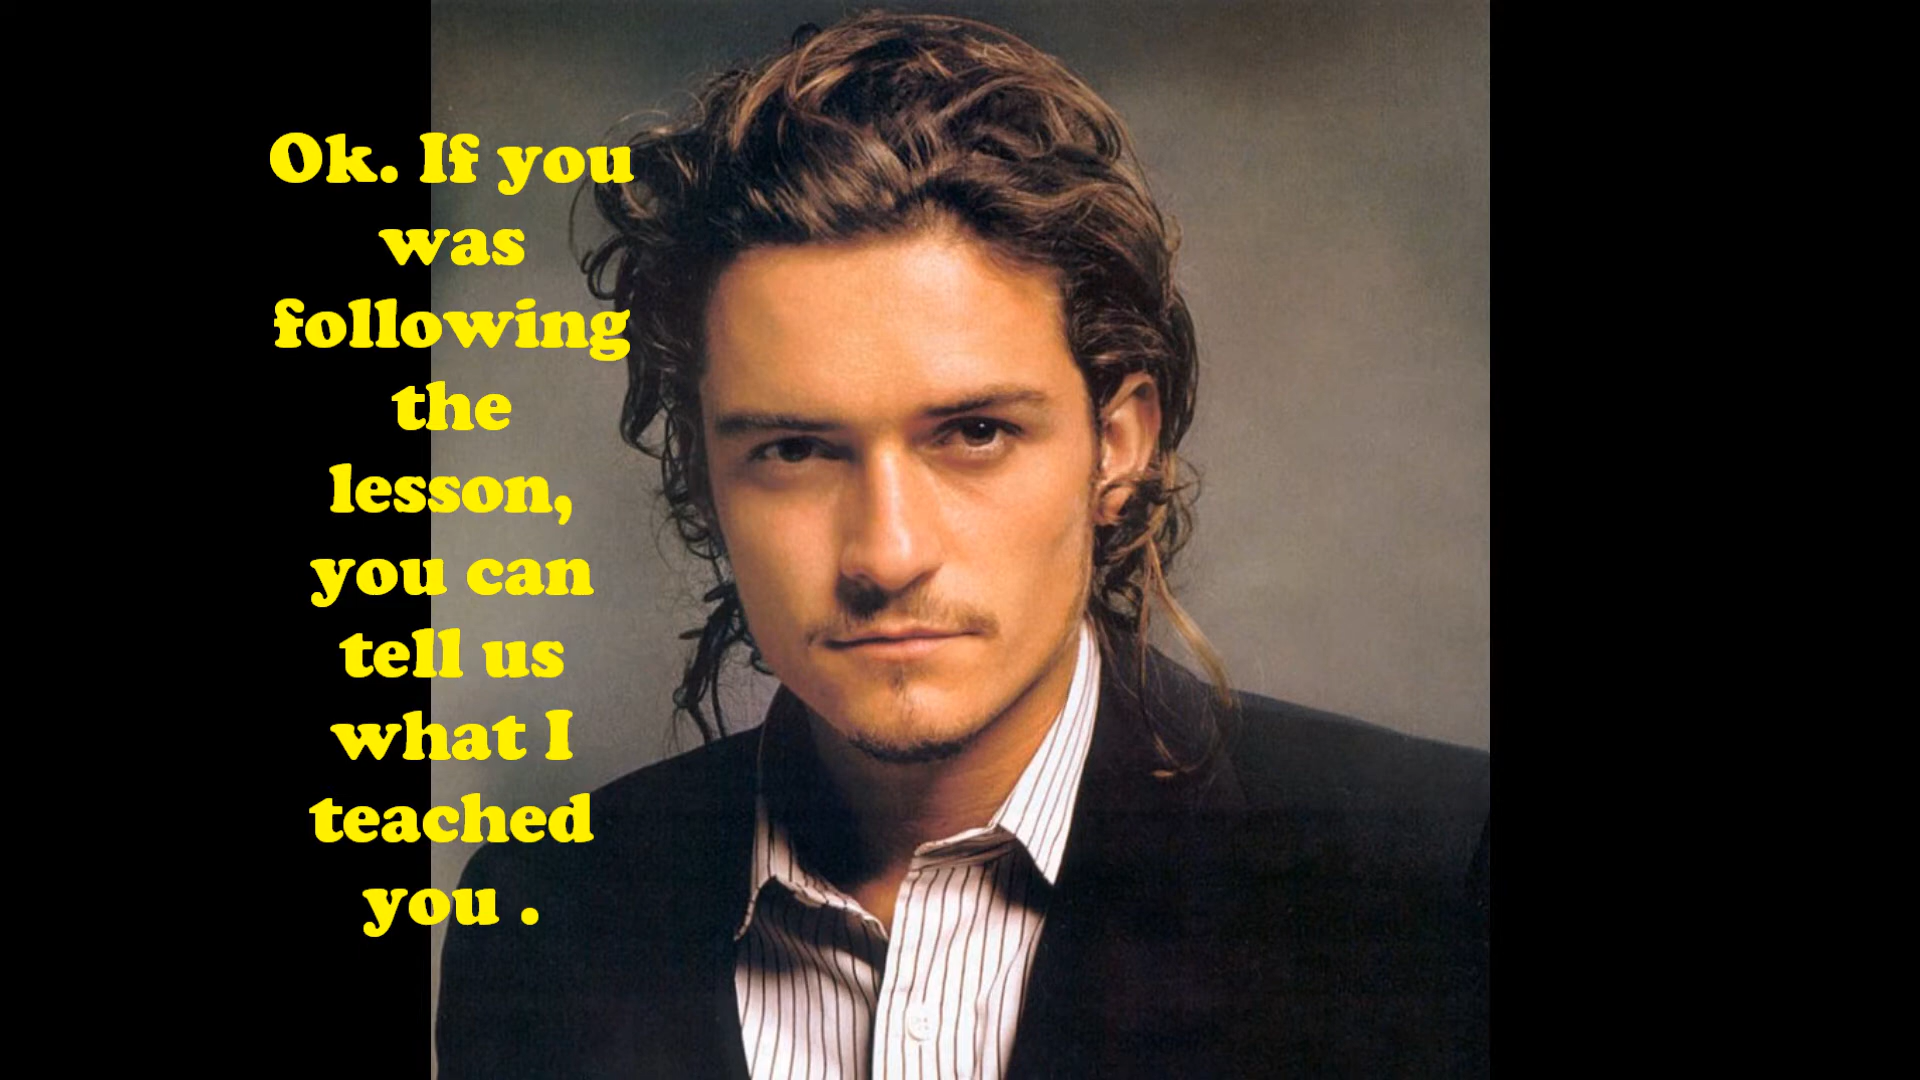 Ok. If you
was
following
the
lesson,
you can
tell us
what I
teached
you .